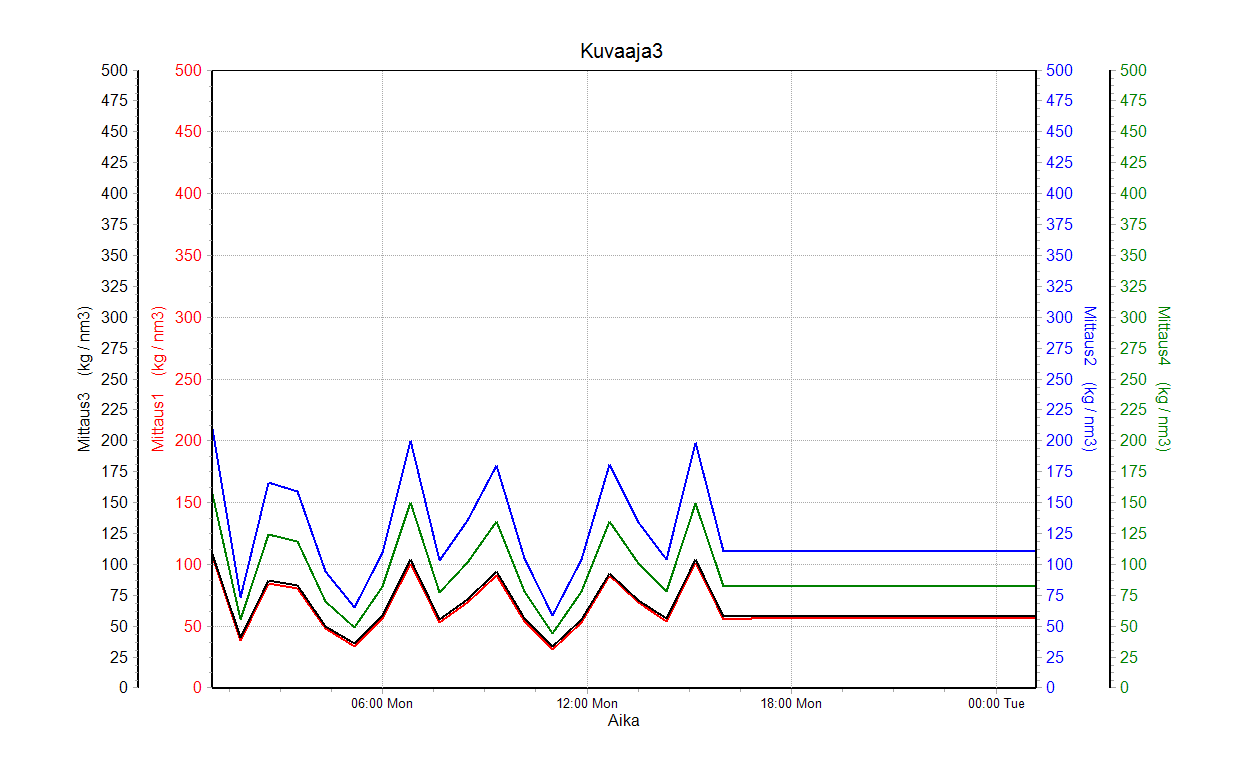 Kuvaaja3
500 500 500 500
475 475 475
450 450 450 450
425 425 425
400 400 400 400
375 375 375
350 350 350 350
325 325 325
300 300 300 300
275 275 275
250 250 250 250
225 225 225
200 200 200 200
175 175 175
150 150 150 150
125 125 125
100 100 100 100
75 75 75
50 50 50 50
25 25 25
0 0 0 0
Mittaus3 (kg / nm3)
Mittaus1 (kg / nm3)
Mittaus2 (kg / nm3)
Mittaus4 (kg / nm3)
06:00 Mon 12:00 Mon 18:00 Mon 00:00 Tue
Aika